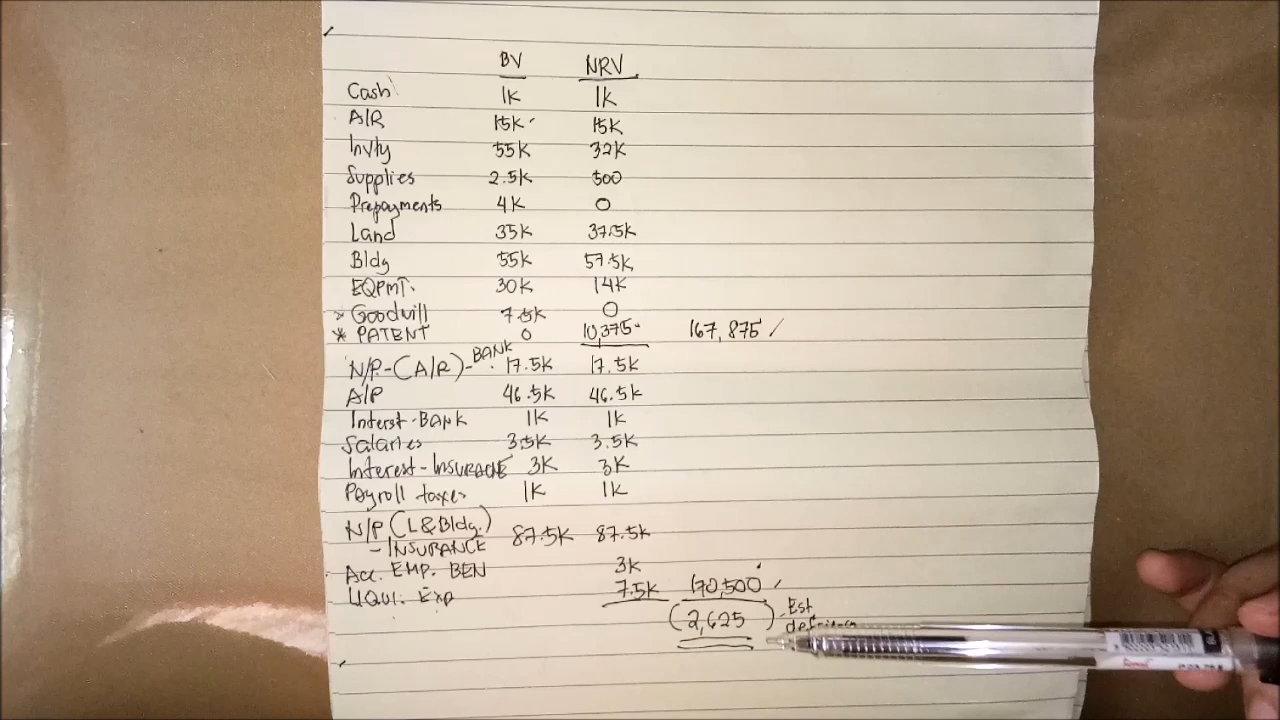 BV NRV
Cash 1K 1K
A/R 15K 15K
Invty 55K 32K
Supplies 2.5K 500
Prepayments 4K 0
Land 35K 37.5K
Bldg 55K 57.5K
EQPMT. 30K 14K
* Goodwill 7.5K 0
* PATENT 0 10,375 167,875 /
N/P-(A/R)-BANK 17.5K 17.5K
A/P 46.5K 46.5K
Interst-BANK 1K 1K
Salaries 3.5K 3.5K
Interest-INSURACNE 3K 3K
Payroll taxes 1K 1K
N/P (L&Bldg.) 87.5K 87.5K
- INSURANCE
Acc. EMP. BEN 3K
LIQUI. EXP 7.5K 170,500 /
(2,625) Est